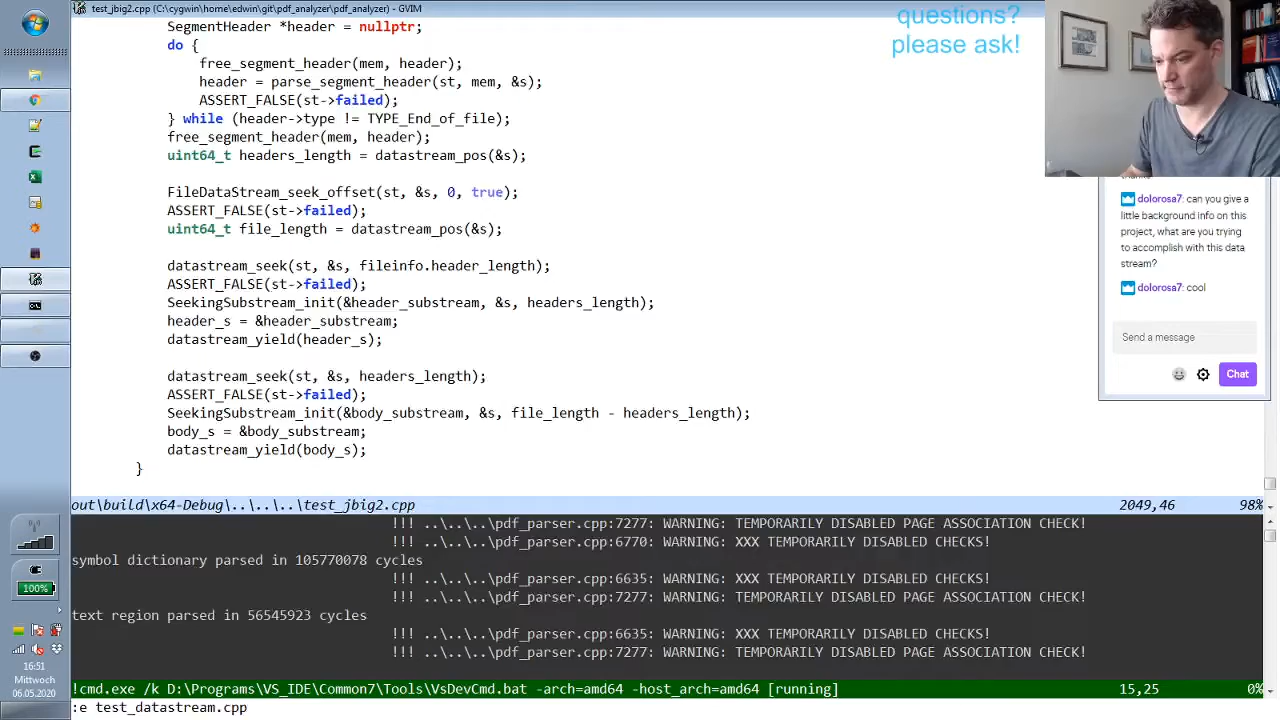 test_jbig2.cpp (C:\cygwin\home\edwin\git\pdf_analyzer\pdf_analyzer) - GVIM
SegmentHeader *header = nullptr;
do {
free_segment_header(mem, header);
header = parse_segment_header(st, mem, &s);
ASSERT_FALSE(st->failed);
} while (header->type != TYPE_End_of_file);
free_segment_header(mem, header);
uint64_t headers_length = datastream_pos(&s);
FileDataStream_seek_offset(st, &s, 0, true);
ASSERT_FALSE(st->failed);
uint64_t file_length = datastream_pos(&s);
datastream_seek(st, &s, fileinfo.header_length);
ASSERT_FALSE(st->failed);
SeekingSubstream_init(&header_substream, &s, headers_length);
header_s = &header_substream;
datastream_yield(header_s);
datastream_seek(st, &s, headers_length);
ASSERT_FALSE(st->failed);
SeekingSubstream_init(&body_substream, &s, file_length - headers_length);
body_s = &body_substream;
datastream_yield(body_s);
}
out\build\x64-Debug\..\..\..\test_jbig2.cpp 2049,46 98%
!!! ..\..\..\pdf_parser.cpp:7277: WARNING: TEMPORARILY DISABLED PAGE ASSOCIATION CHECK!
!!! ..\..\..\pdf_parser.cpp:6770: WARNING: XXX TEMPORARILY DISABLED CHECKS!
symbol dictionary parsed in 105770078 cycles
!!! ..\..\..\pdf_parser.cpp:6635: WARNING: XXX TEMPORARILY DISABLED CHECKS!
!!! ..\..\..\pdf_parser.cpp:7277: WARNING: TEMPORARILY DISABLED PAGE ASSOCIATION CHECK!
text region parsed in 56545923 cycles
!!! ..\..\..\pdf_parser.cpp:6635: WARNING: XXX TEMPORARILY DISABLED CHECKS!
!!! ..\..\..\pdf_parser.cpp:7277: WARNING: TEMPORARILY DISABLED PAGE ASSOCIATION CHECK!
!cmd.exe /k D:\Programs\VS_IDE\Common7\Tools\VsDevCmd.bat -arch=amd64 -host_arch=amd64 [running] 15,25 0%
:e test_datastream.cpp
questions?
please ask!
dolorosa7: can you give a
little background info on this
project, what are you trying
to accomplish with this data
stream?
dolorosa7: cool
Send a message
Chat
100%
16:51
Mittwoch
06.05.2020